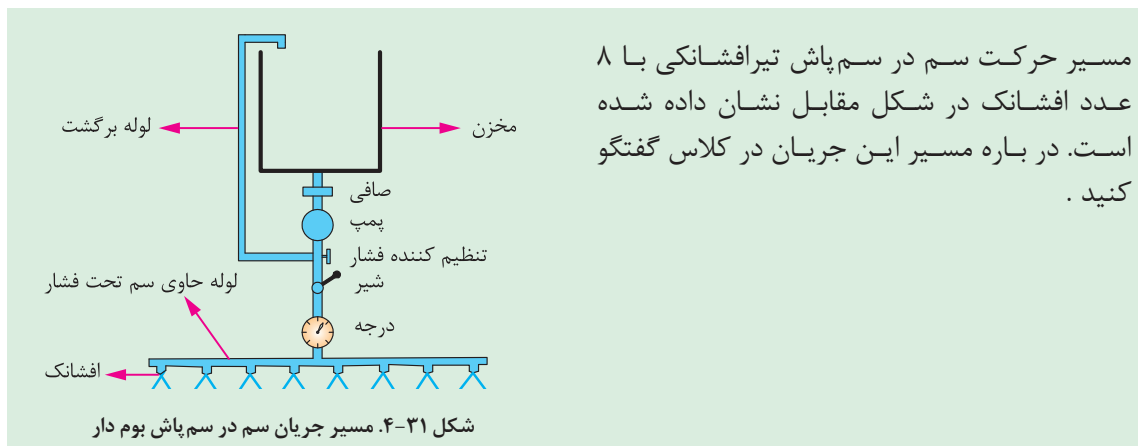 مسیر حرکت سم در سم‌پاش تیرافشانکی با ۸
عدد افشانک در شکل مقابل نشان داده شده
است. در باره مسیر این جریان در کلاس گفتگو
کنید .
مخزن
لوله برگشت
صافی
پمپ
تنظیم کننده فشار
شیر
لوله حاوی سم تحت فشار
درجه
افشانک
شکل ۳۱-۴. مسیر جریان سم در سم‌پاش بوم دار